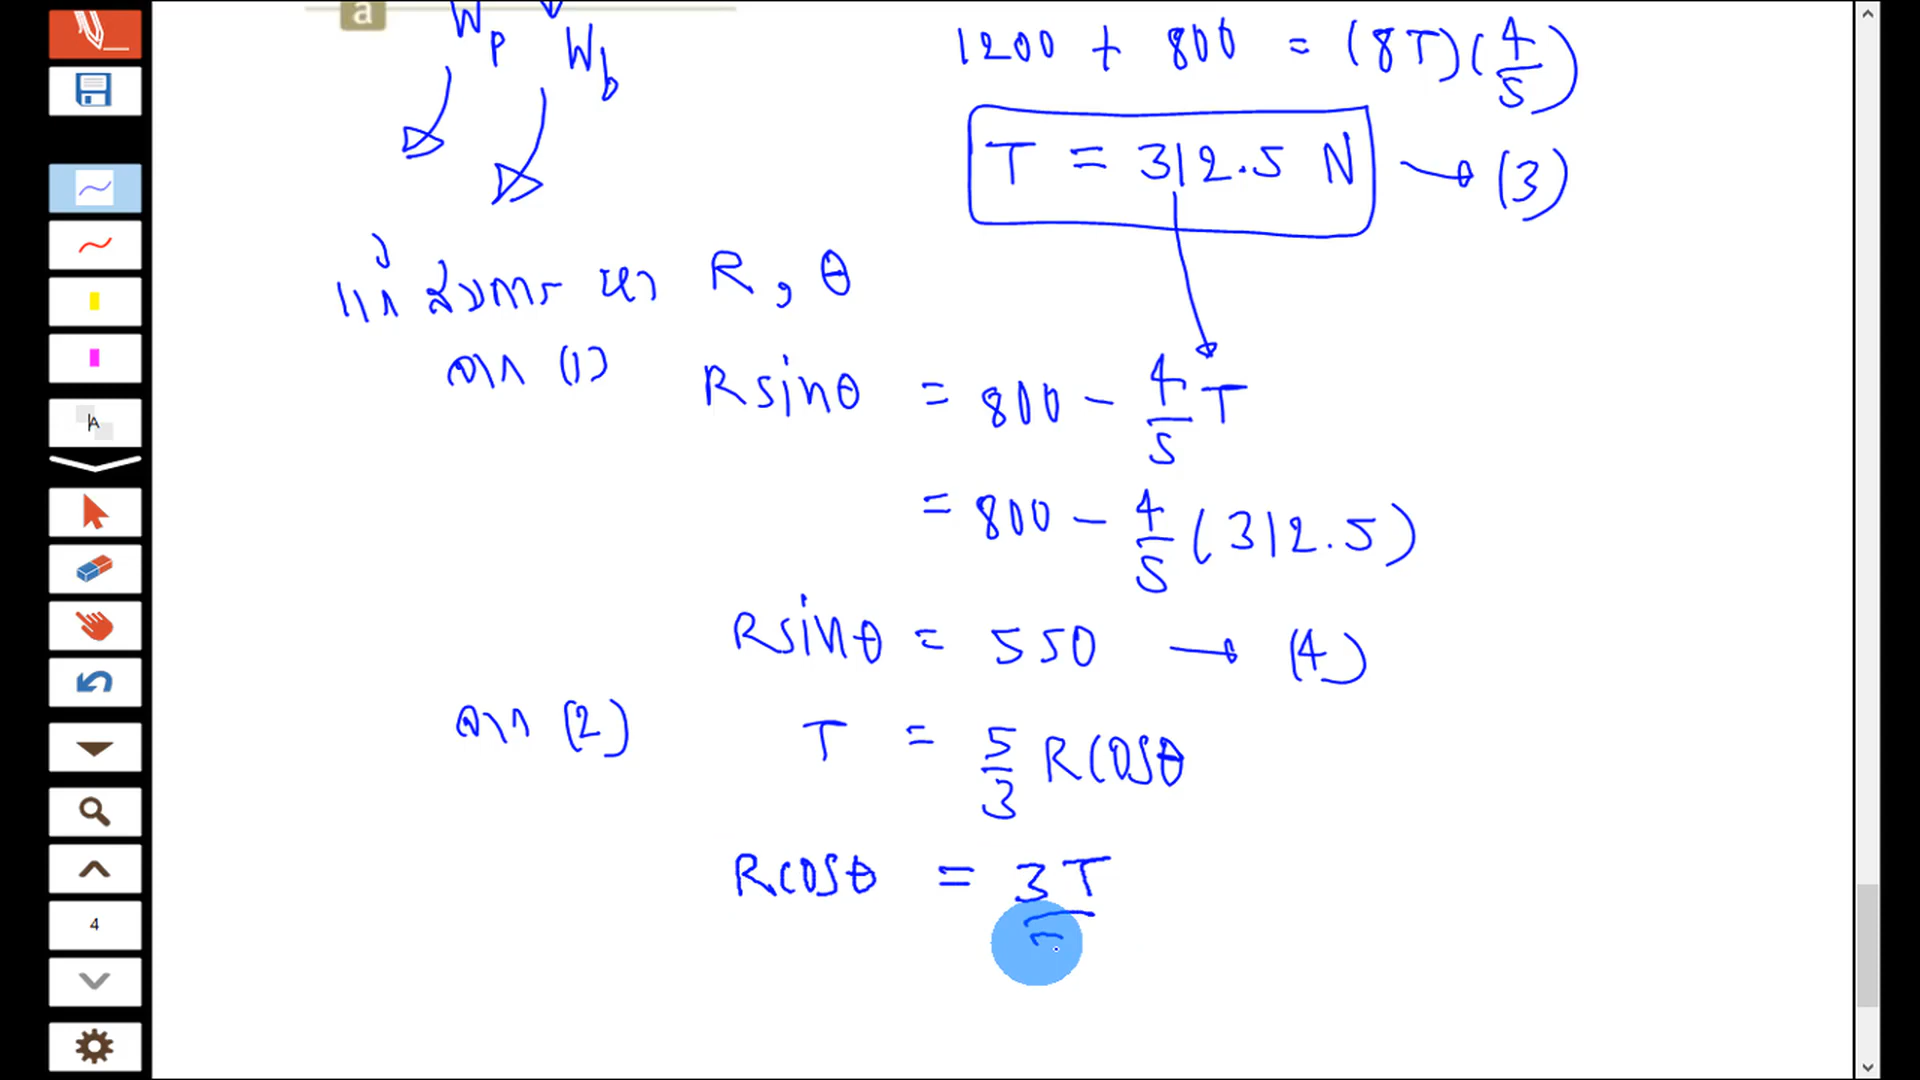 a
Wp Wb
1200 + 800 = (8T)(4/5)
T = 312.5 N → (3)
แก้สมการ หา R, θ
จาก (1) Rsinθ = 800 - 4/5 T
= 800 - 4/5 (312.5)
Rsinθ = 550 → (4)
จาก (2) T = 5/3 Rcosθ
Rcosθ = 3T
A
4